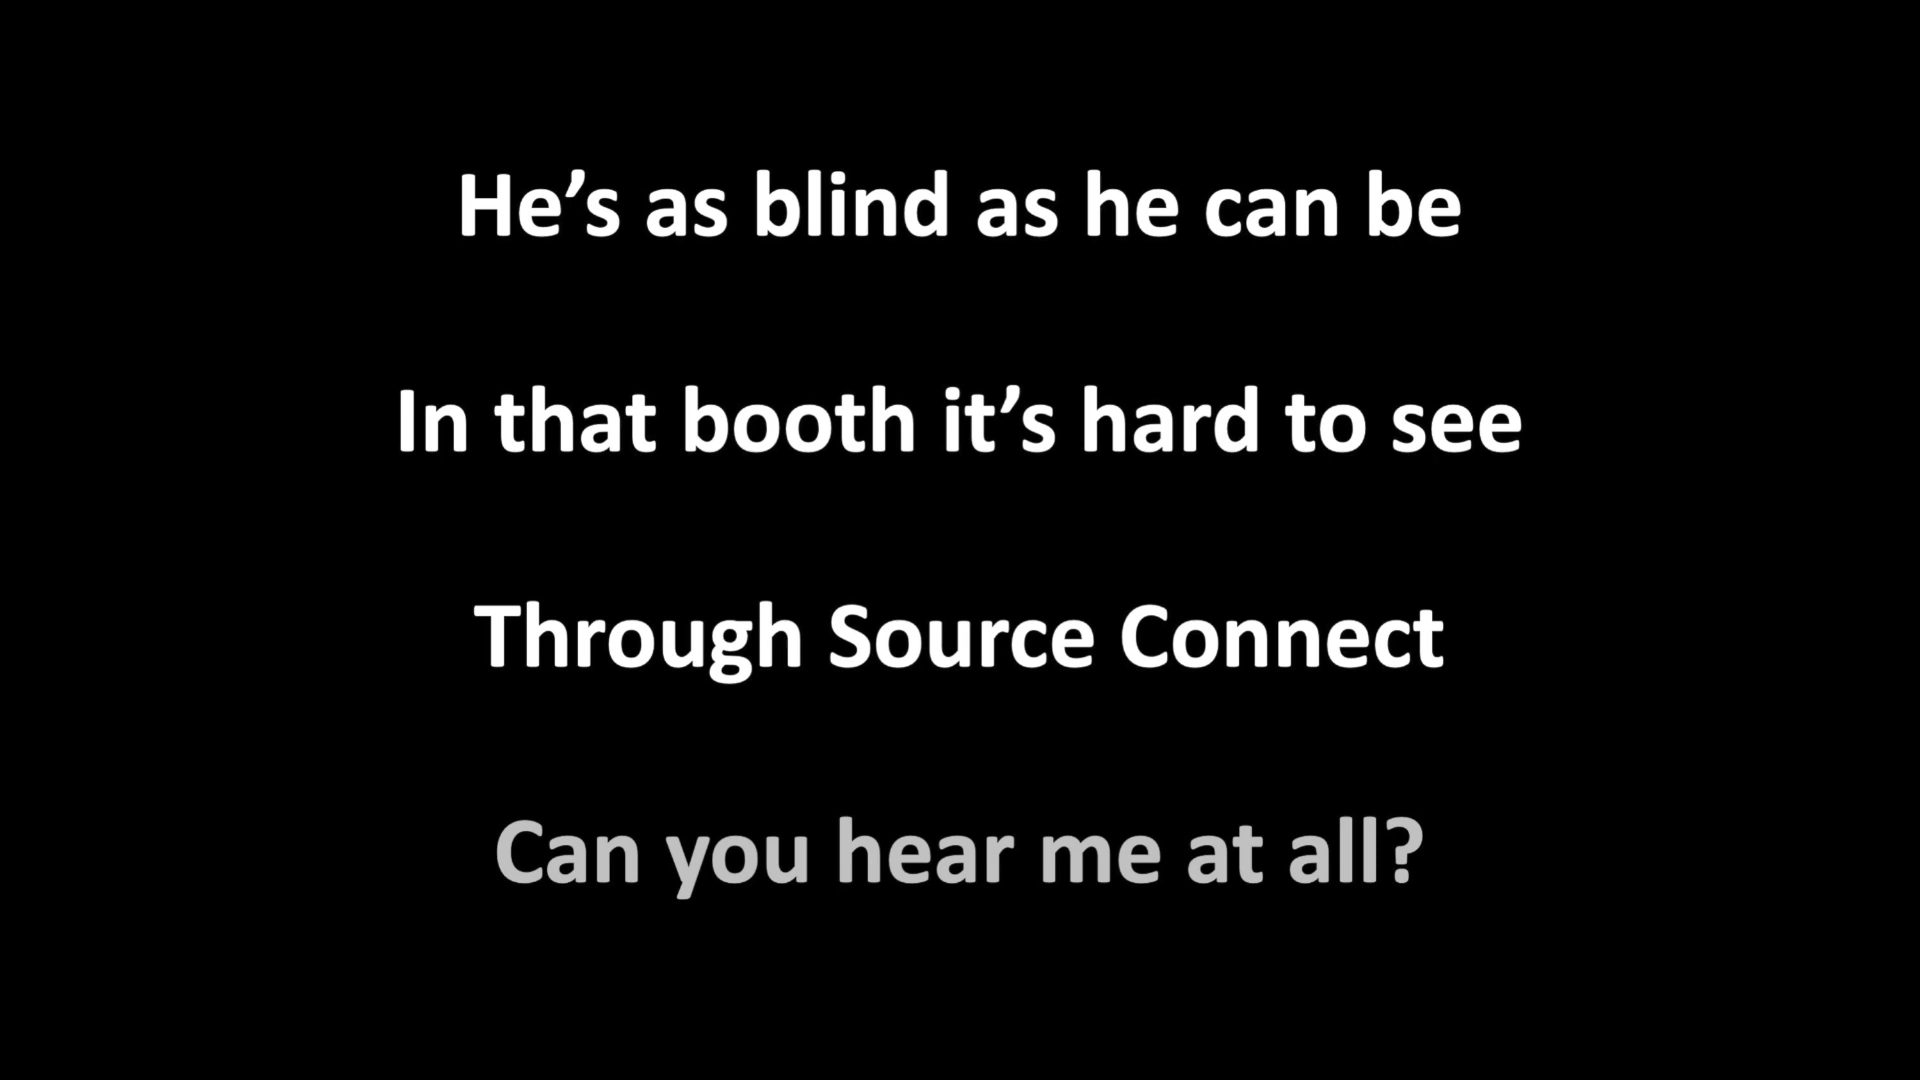 He’s as blind as he can be
In that booth it’s hard to see
Through Source Connect
Can you hear me at all?